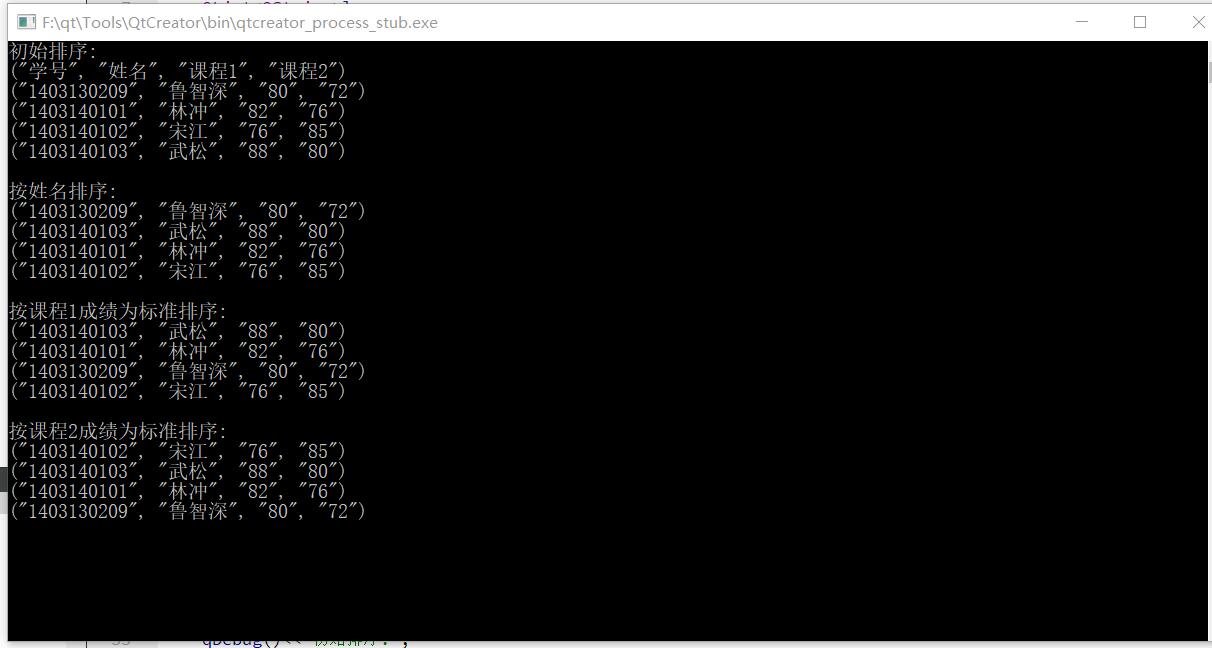 F:\qt\Tools\QtCreator\bin\qtcreator_process_stub.exe
初始排序:
("学号", "姓名", "课程1", "课程2")
("1403130209", "鲁智深", "80", "72")
("1403140101", "林冲", "82", "76")
("1403140102", "宋江", "76", "85")
("1403140103", "武松", "88", "80")
按姓名排序:
("1403130209", "鲁智深", "80", "72")
("1403140103", "武松", "88", "80")
("1403140101", "林冲", "82", "76")
("1403140102", "宋江", "76", "85")
按课程1成绩为标准排序:
("1403140103", "武松", "88", "80")
("1403140101", "林冲", "82", "76")
("1403130209", "鲁智深", "80", "72")
("1403140102", "宋江", "76", "85")
按课程2成绩为标准排序:
("1403140102", "宋江", "76", "85")
("1403140103", "武松", "88", "80")
("1403140101", "林冲", "82", "76")
("1403130209", "鲁智深", "80", "72")